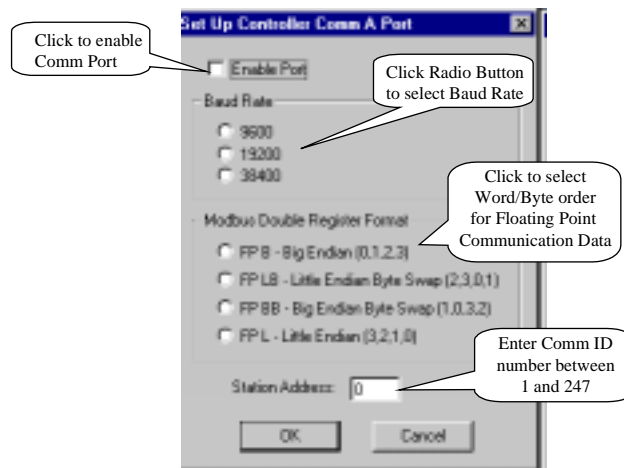 Set Up Controller Comm A Port
Click to enable
Comm Port
Enable Port
Click Radio Button
to select Baud Rate
Baud Rate
9600
19200
38400
Click to select
Word/Byte order
for Floating Point
Communication Data
Modbus Double Register Format
FP B - Big Endian (0,1,2,3)
FP LB - Little Endian Byte Swap (2,3,0,1)
FP BB - Big Endian Byte Swap (1,0,3,2)
FP L - Little Endian (3,2,1,0)
Enter Comm ID
number between
1 and 247
Station Address: 0
OK
Cancel